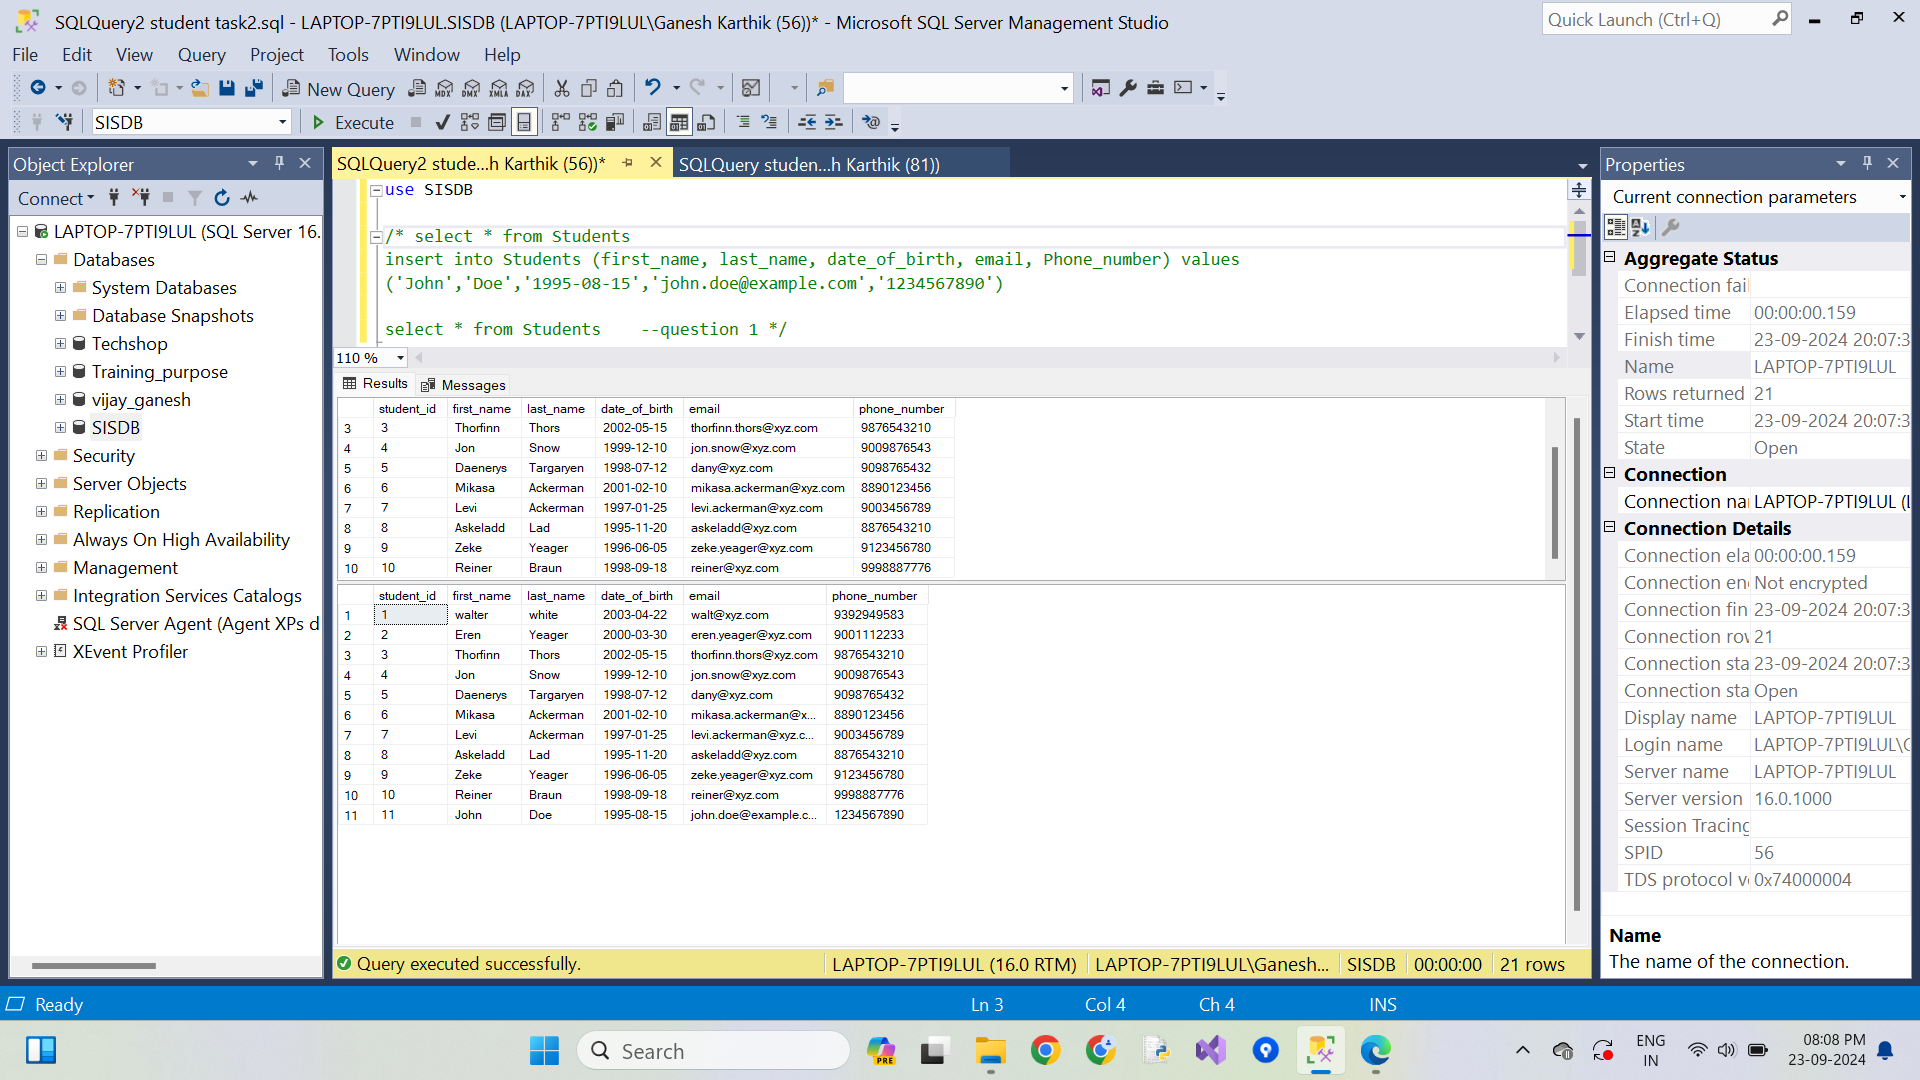 SQLQuery2 student task2.sql - LAPTOP-7PTI9LUL.SISDB (LAPTOP-7PTI9LUL\Ganesh Karthik (56))* - Microsoft SQL Server Management Studio
Quick Launch (Ctrl+Q)
File Edit View Query Project Tools Window Help
New Query
MDX DMX XMLA DAX
SISDB
Execute
Object Explorer
Connect
LAPTOP-7PTI9LUL (SQL Server 16.
Databases
System Databases
Database Snapshots
Techshop
Training_purpose
vijay_ganesh
SISDB
Security
Server Objects
Replication
Always On High Availability
Management
Integration Services Catalogs
SQL Server Agent (Agent XPs d
XEvent Profiler
SQLQuery2 stude...h Karthik (56))* SQLQuery studen...h Karthik (81))
use SISDB
/* select * from Students
insert into Students (first_name, last_name, date_of_birth, email, Phone_number) values
('John','Doe','1995-08-15','john.doe@example.com','1234567890')
select * from Students --question 1 */
110 %
Results Messages
student_id first_name last_name date_of_birth email phone_number
3 3 Thorfinn Thors 2002-05-15 thorfinn.thors@xyz.com 9876543210
4 4 Jon Snow 1999-12-10 jon.snow@xyz.com 9009876543
5 5 Daenerys Targaryen 1998-07-12 dany@xyz.com 9098765432
6 6 Mikasa Ackerman 2001-02-10 mikasa.ackerman@xyz.com 8890123456
7 7 Levi Ackerman 1997-01-25 levi.ackerman@xyz.com 9003456789
8 8 Askeladd Lad 1995-11-20 askeladd@xyz.com 8876543210
9 9 Zeke Yeager 1996-06-05 zeke.yeager@xyz.com 9123456780
10 10 Reiner Braun 1998-09-18 reiner@xyz.com 9998887776
student_id first_name last_name date_of_birth email phone_number
1 1 walter white 2003-04-22 walt@xyz.com 9392949583
2 2 Eren Yeager 2000-03-30 eren.yeager@xyz.com 9001112233
3 3 Thorfinn Thors 2002-05-15 thorfinn.thors@xyz.com 9876543210
4 4 Jon Snow 1999-12-10 jon.snow@xyz.com 9009876543
5 5 Daenerys Targaryen 1998-07-12 dany@xyz.com 9098765432
6 6 Mikasa Ackerman 2001-02-10 mikasa.ackerman@x... 8890123456
7 7 Levi Ackerman 1997-01-25 levi.ackerman@xyz.c... 9003456789
8 8 Askeladd Lad 1995-11-20 askeladd@xyz.com 8876543210
9 9 Zeke Yeager 1996-06-05 zeke.yeager@xyz.com 9123456780
10 10 Reiner Braun 1998-09-18 reiner@xyz.com 9998887776
11 11 John Doe 1995-08-15 john.doe@example.c... 1234567890
Query executed successfully. LAPTOP-7PTI9LUL (16.0 RTM) LAPTOP-7PTI9LUL\Ganesh... SISDB 00:00:00 21 rows
Properties
Current connection parameters
Aggregate Status
Connection fail
Elapsed time 00:00:00.159
Finish time 23-09-2024 20:07:3
Name LAPTOP-7PTI9LUL
Rows returned 21
Start time 23-09-2024 20:07:3
State Open
Connection
Connection nar LAPTOP-7PTI9LUL (L
Connection Details
Connection ela 00:00:00.159
Connection en Not encrypted
Connection fin 23-09-2024 20:07:3
Connection rov 21
Connection sta 23-09-2024 20:07:3
Connection sta Open
Display name LAPTOP-7PTI9LUL
Login name LAPTOP-7PTI9LUL\G
Server name LAPTOP-7PTI9LUL
Server version 16.0.1000
Session Tracing
SPID 56
TDS protocol ve 0x74000004
Name
The name of the connection.
Ready Ln 3 Col 4 Ch 4 INS
Search
PRE
ENG
IN
08:08 PM
23-09-2024